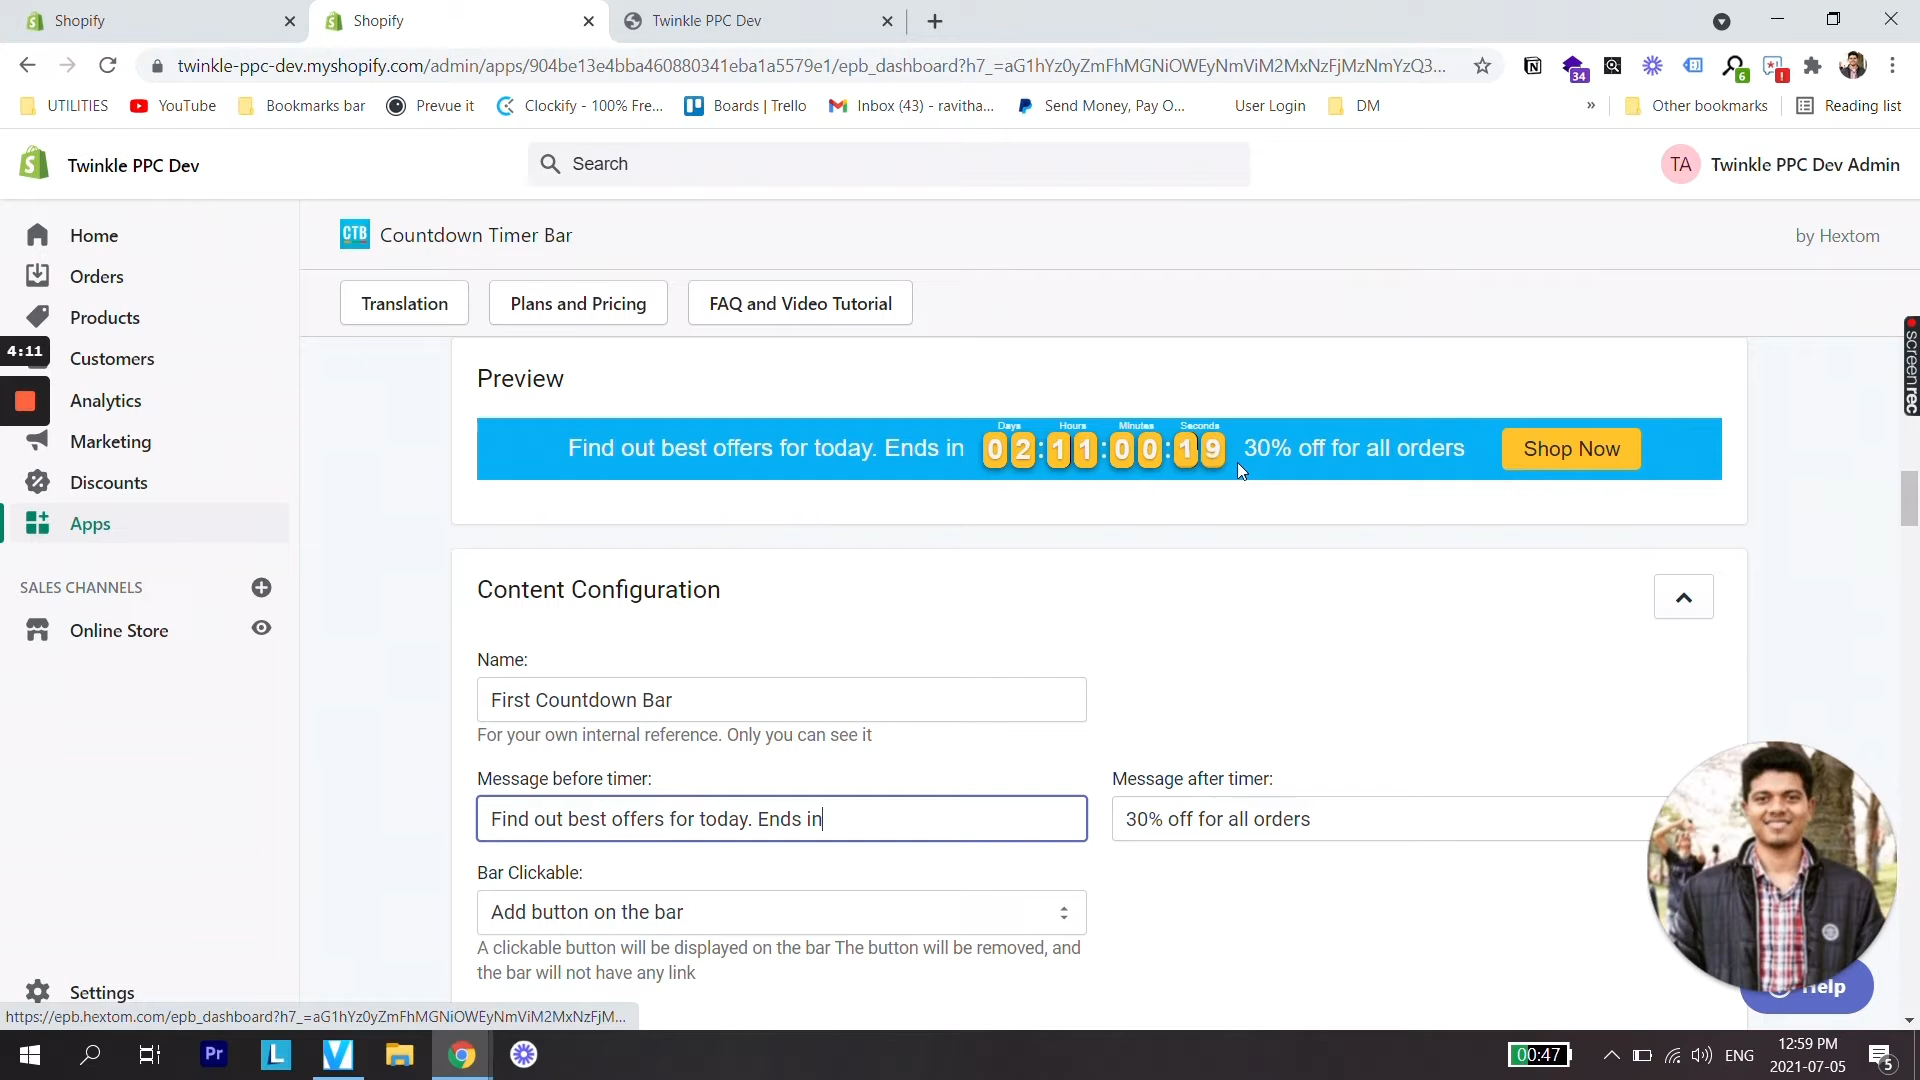 Shopify
Shopify
Twinkle PPC Dev
twinkle-ppc-dev.myshopify.com/admin/apps/904be13e4bba460880341eba1a5579e1/epb_dashboard?h7_=aG1hYz0yZmFhMGNiOWEyNmViM2MxNzFjMzNmYzQ3...
34
6
UTILITIES
YouTube
Bookmarks bar
Prevue it
Clockify - 100% Fre...
Boards | Trello
Inbox (43) - ravitha...
Send Money, Pay O...
User Login
DM
»
Other bookmarks
Reading list
Twinkle PPC Dev
Search
TA
Twinkle PPC Dev Admin
Home
Orders
Products
4:11
Customers
Analytics
Marketing
Discounts
Apps
SALES CHANNELS
Online Store
Settings
CTB
Countdown Timer Bar
by Hextom
Translation
Plans and Pricing
FAQ and Video Tutorial
screenrec
Preview
Days Hours Minutes Seconds
Find out best offers for today. Ends in 02:11:00:19 30% off for all orders
Shop Now
Content Configuration
Name:
First Countdown Bar
For your own internal reference. Only you can see it
Message before timer:
Message after timer:
Find out best offers for today. Ends in
30% off for all orders
Bar Clickable:
Add button on the bar
A clickable button will be displayed on the bar The button will be removed, and
the bar will not have any link
Help
https://epb.hextom.com/epb_dashboard?h7_=aG1hYz0yZmFhMGNiOWEyNmViM2MxNzFjM...
Pr
L
V
00:47
ENG
12:59 PM
2021-07-05
5